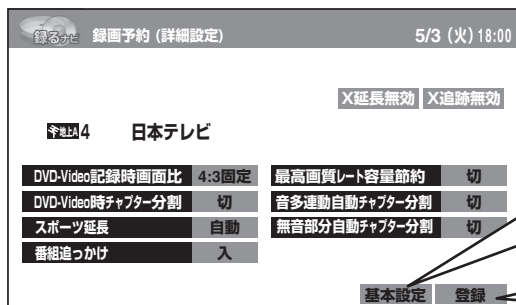 録るナビ 録画予約 (詳細設定) 5/3 (火) 18:00
X延長無効 X追跡無効
地上A 4 日本テレビ
DVD-Video記録時画面比 4:3固定 最高画質レート容量節約 切
DVD-Video時チャプター分割 切 音多連動自動チャプター分割 切
スポーツ延長 自動 無音部分自動チャプター分割 切
番組追っかけ 入
基本設定 登録